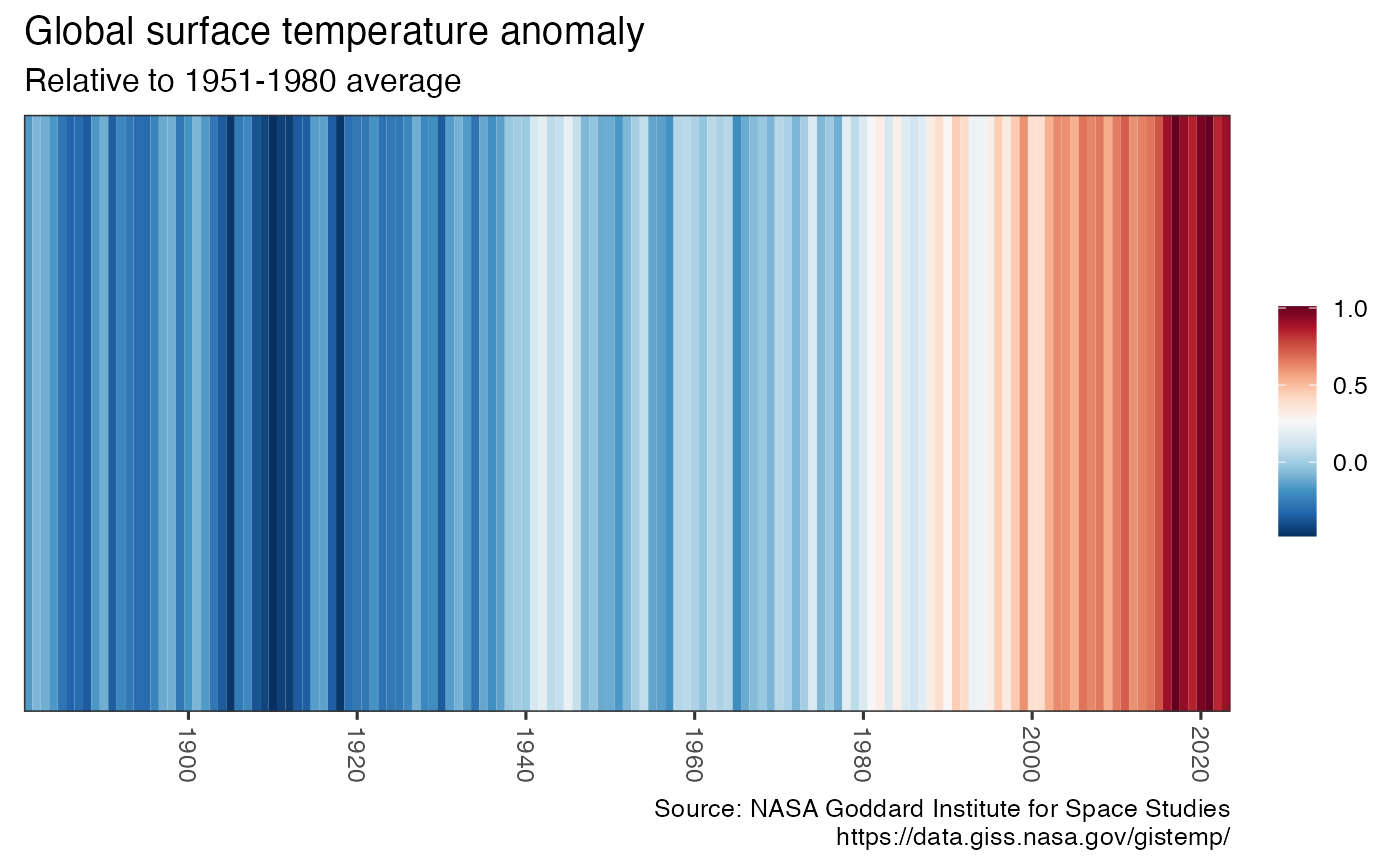 Global surface temperature anomaly
Relative to 1951-1980 average
1.0
0.5
0.0
1900
1920
1940
1960
1980
2000
2020
Source: NASA Goddard Institute for Space Studies
https://data.giss.nasa.gov/gistemp/